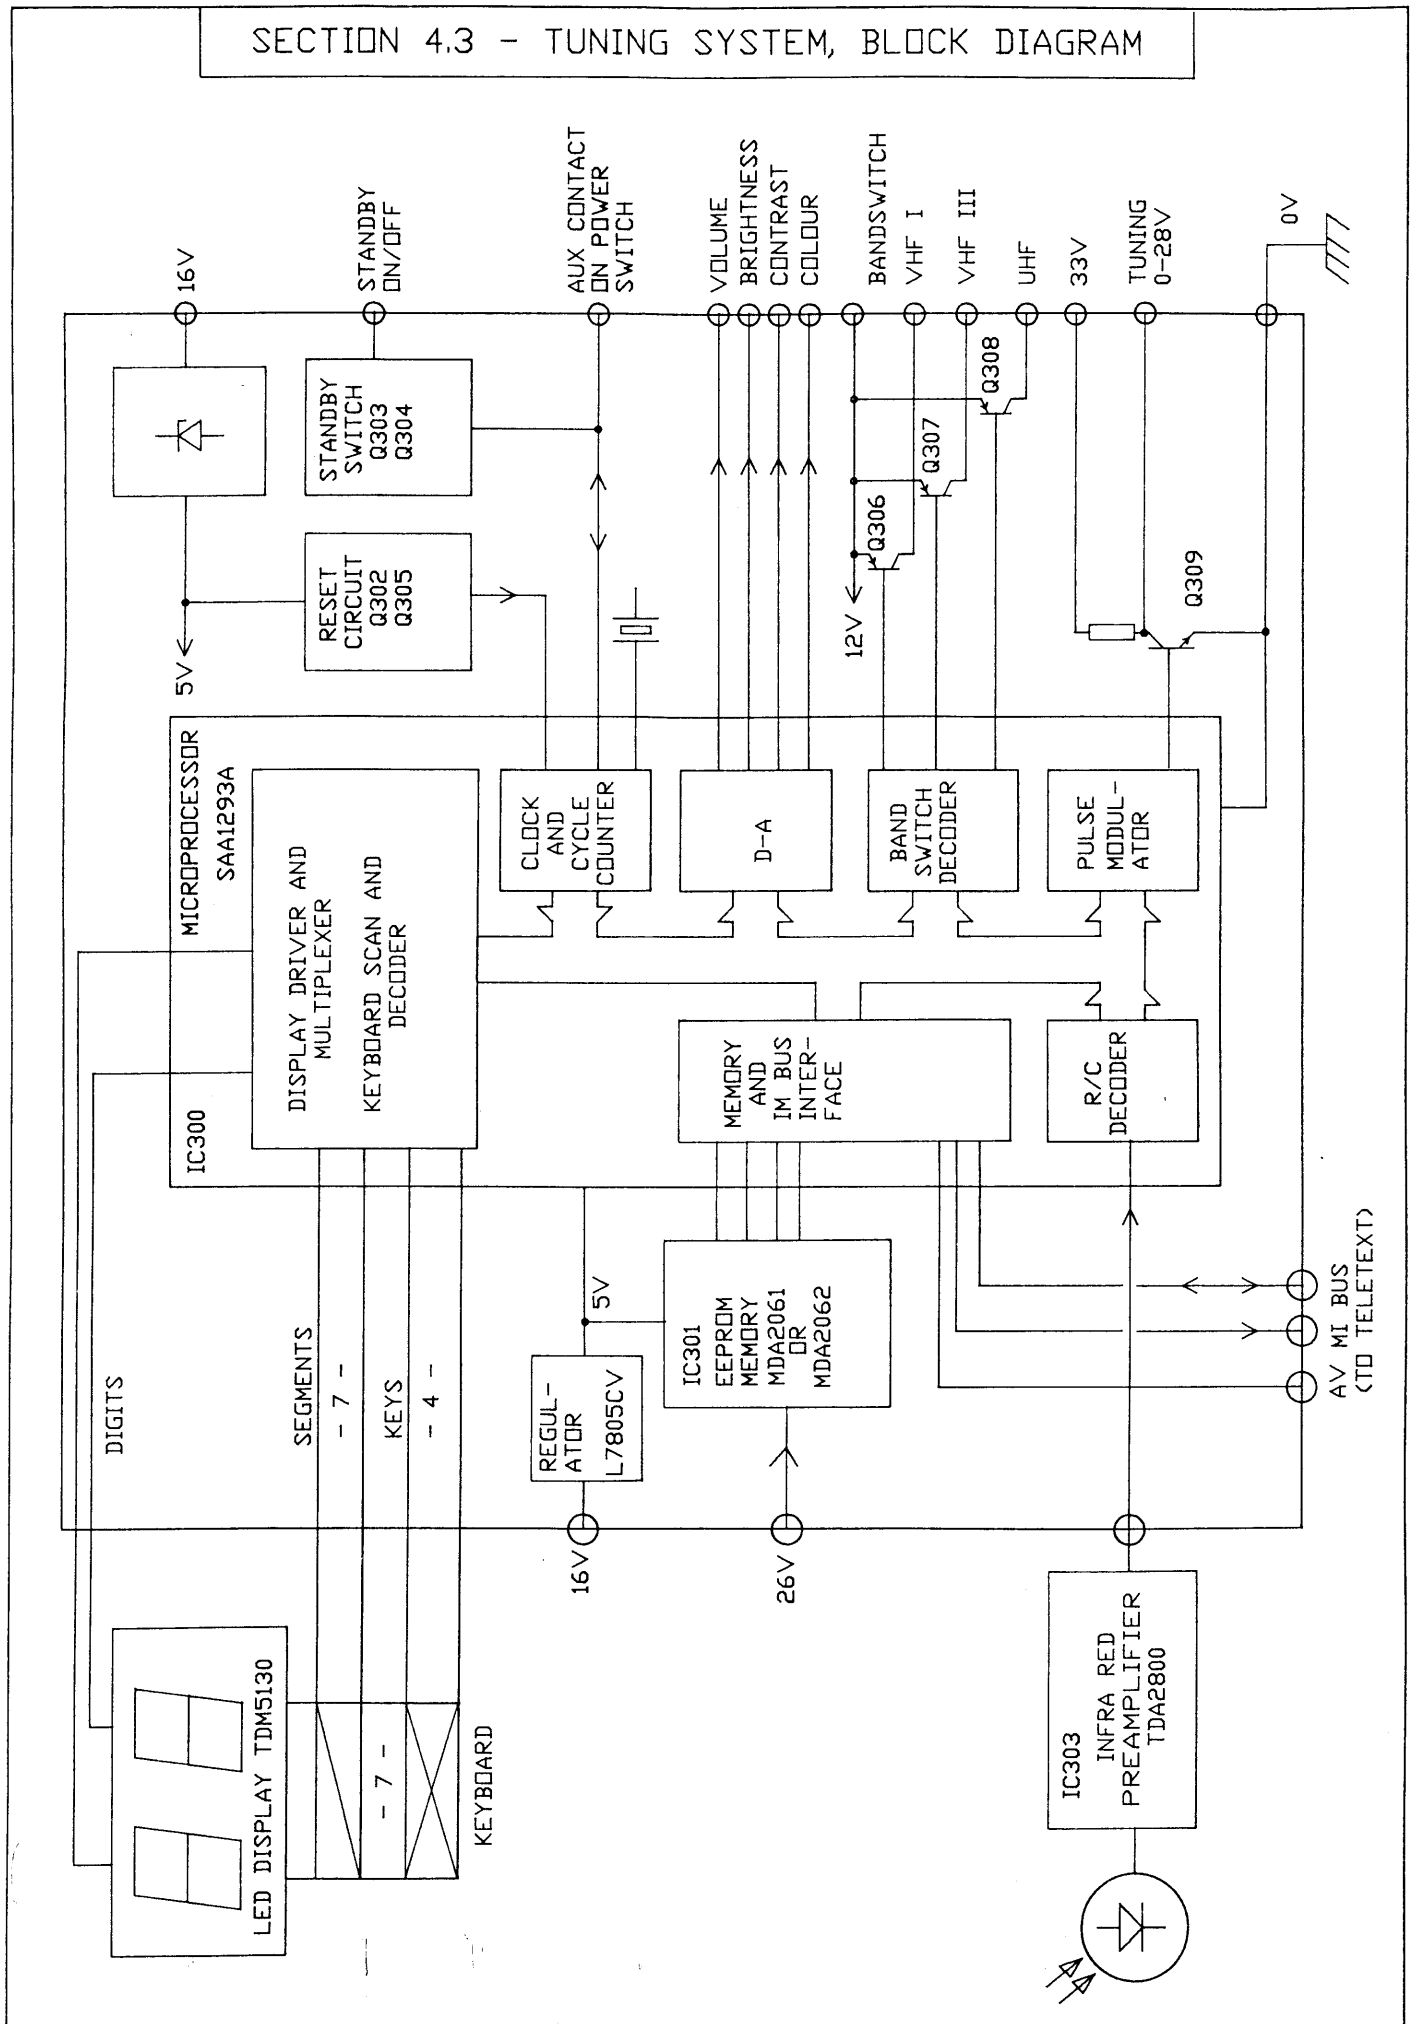 SECTION 4.3 - TUNING SYSTEM, BLOCK DIAGRAM
LED DISPLAY TDM5130
KEYBOARD
- 7 -
DIGITS
SEGMENTS
- 7 -
KEYS
- 4 -
IC300
MICROPROCESSOR
SAA1293A
DISPLAY DRIVER AND
MULTIPLEXER
KEYBOARD SCAN AND
DECODER
5V
16V
RESET
CIRCUIT
Q302
Q305
STANDBY
SWITCH
Q303
Q304
STANDBY
ON/OFF
AUX CONTACT
ON POWER
SWITCH
CLOCK
AND
CYCLE
COUNTER
16V
REGUL-
ATOR
L7805CV
5V
26V
IC301
EEPROM
MEMORY
MDA2061
OR
MDA2062
MEMORY
AND
IM BUS
INTER-
FACE
D-A
VOLUME
BRIGHTNESS
CONTRAST
COLOUR
BAND
SWITCH
DECODER
12V
Q306
Q307
Q308
BANDSWITCH
VHF I
VHF III
UHF
33V
TUNING
0-28V
0V
PULSE
MODUL-
ATOR
Q309
R/C
DECODER
IC303
INFRA RED
PREAMPLIFIER
TDA2800
AV MI BUS
(TO TELETEXT)